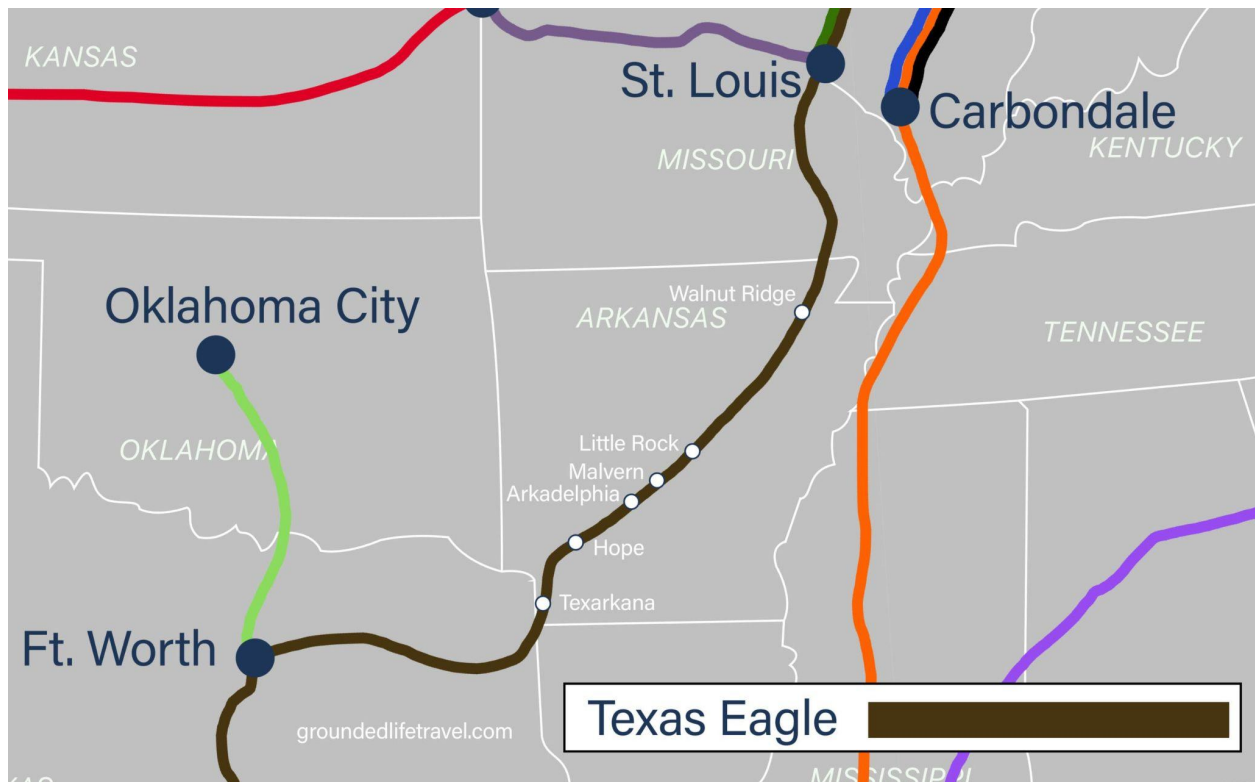 KANSAS
St. Louis
Carbondale
MISSOURI
KENTUCKY
Oklahoma City
Walnut Ridge
ARKANSAS
TENNESSEE
OKLAHOMA
Little Rock
Malvern
Arkadelphia
Hope
Texarkana
Ft. Worth
Texas Eagle
groundedlifetravel.com
MISSISSIPPI